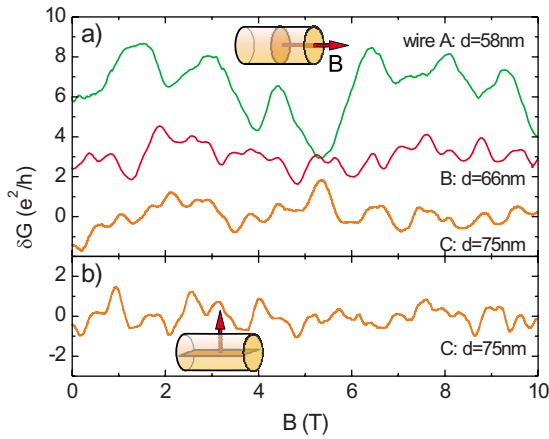 a)
wire A: d=58nm
B
B: d=66nm
C: d=75nm
10
8
6
4
2
0
δG (e²/h)
b)
2
0
-2
C: d=75nm
0 2 4 6 8 10
B (T)